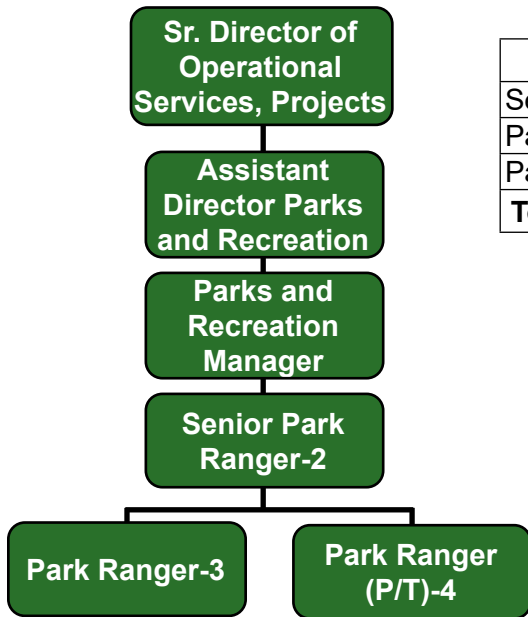 Sr. Director of
Operational
Services, Projects
Assistant
Director Parks
and Recreation
Parks and
Recreation
Manager
Senior Park
Ranger-2
Park Ranger-3
Park Ranger
(P/T)-4